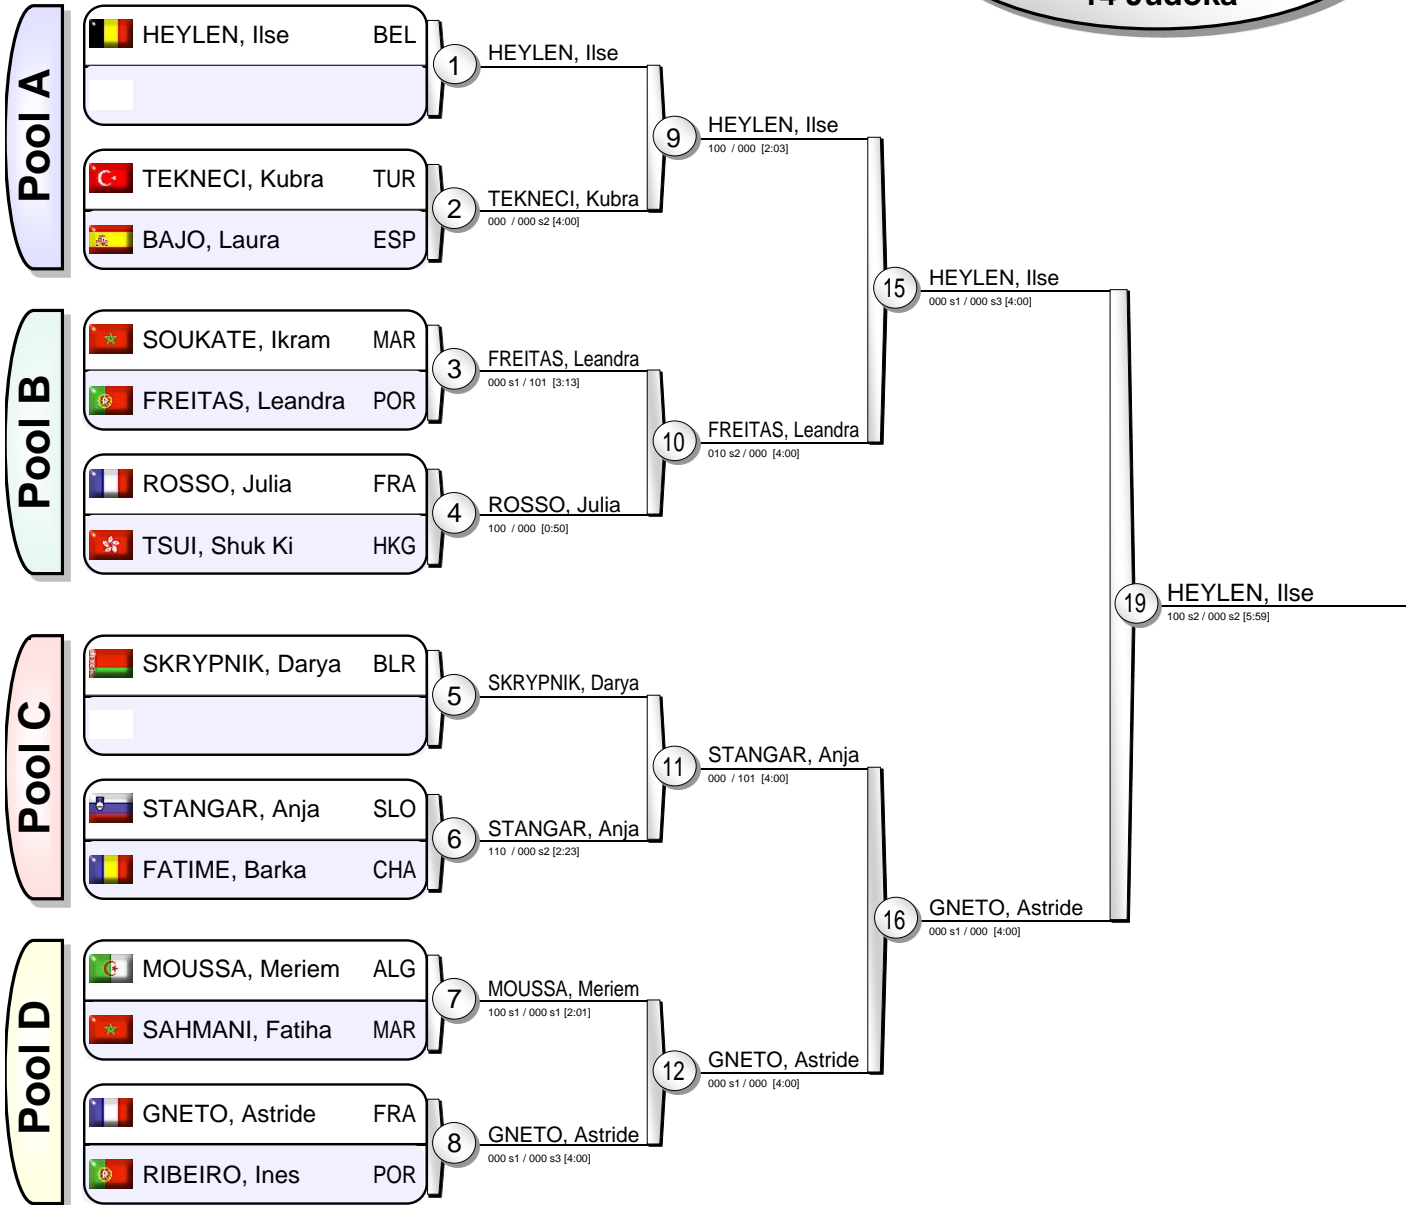 14 Judoka
Pool A
HEYLEN, Ilse BEL
TEKNECI, Kubra TUR
BAJO, Laura ESP
Pool B
SOUKATE, Ikram MAR
FREITAS, Leandra POR
ROSSO, Julia FRA
TSUI, Shuk Ki HKG
Pool C
SKRYPNIK, Darya BLR
STANGAR, Anja SLO
FATIME, Barka CHA
Pool D
MOUSSA, Meriem ALG
SAHMANI, Fatiha MAR
GNETO, Astride FRA
RIBEIRO, Ines POR
1
HEYLEN, Ilse
2
TEKNECI, Kubra
000 / 000 s2 [4:00]
3
FREITAS, Leandra
000 s1 / 101 [3:13]
4
ROSSO, Julia
100 / 000 [0:50]
5
SKRYPNIK, Darya
6
STANGAR, Anja
110 / 000 s2 [2:23]
7
MOUSSA, Meriem
100 s1 / 000 s1 [2:01]
8
GNETO, Astride
000 s1 / 000 s3 [4:00]
9
HEYLEN, Ilse
100 / 000 [2:03]
10
FREITAS, Leandra
010 s2 / 000 [4:00]
11
STANGAR, Anja
000 / 101 [4:00]
12
GNETO, Astride
000 s1 / 000 [4:00]
15
HEYLEN, Ilse
000 s1 / 000 s3 [4:00]
16
GNETO, Astride
000 s1 / 000 [4:00]
19
HEYLEN, Ilse
100 s2 / 000 s2 [5:59]